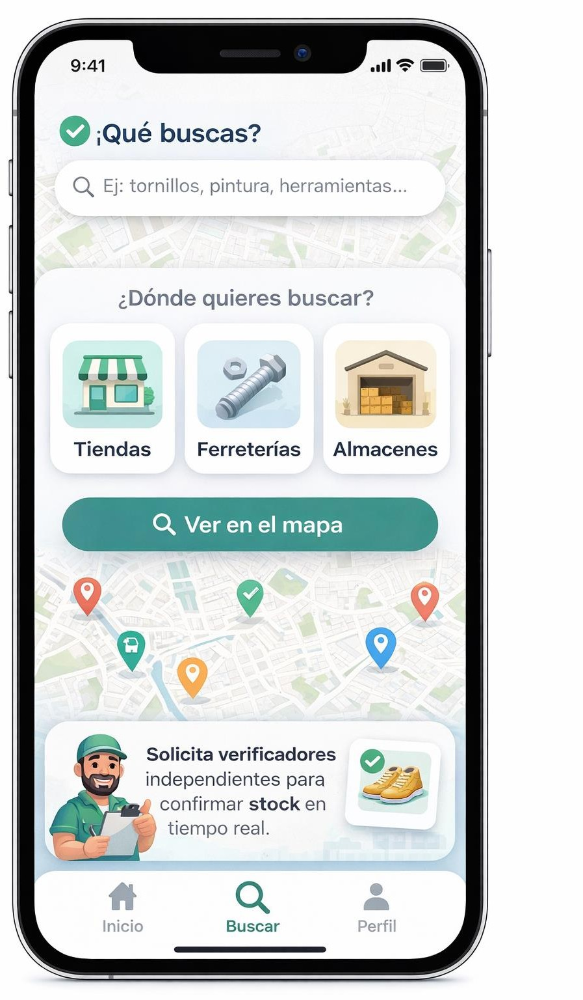 9:41
¡Qué buscas?
Ej: tornillos, pintura, herramientas...
¿Dónde quieres buscar?
Tiendas
Ferreterías
Almacenes
Ver en el mapa
Solicita verificadores
independientes para
confirmar stock en
tiempo real.
Inicio
Buscar
Perfil